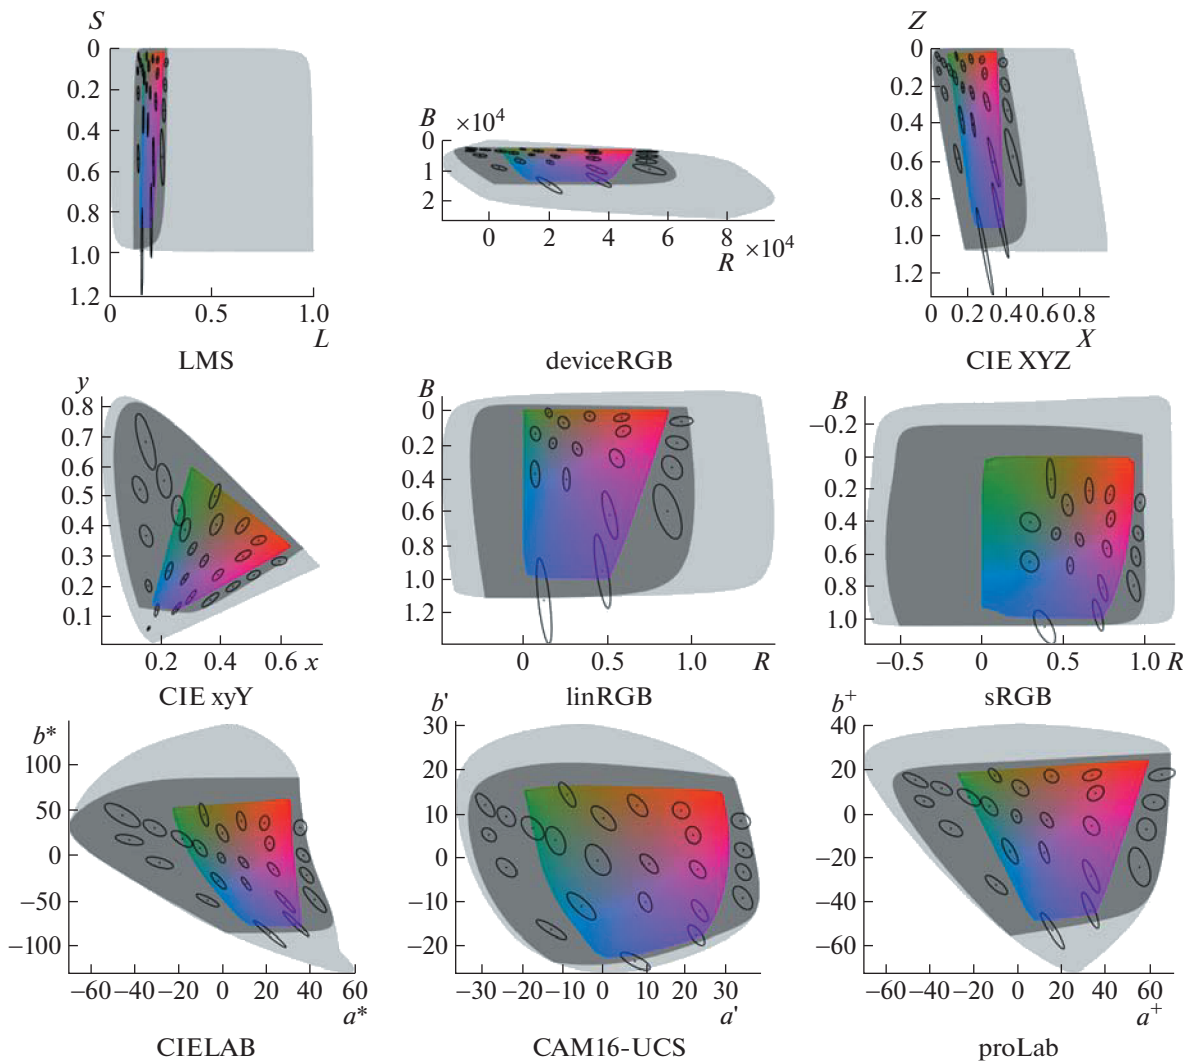 S
0
0.2
0.4
0.6
0.8
1.0
1.2
0 0.5 1.0
L
LMS
B ×10⁴
0
1
2
0 2 4 6 8 ×10⁴
R
deviceRGB
Z
0
0.2
0.4
0.6
0.8
1.0
1.2
0 0.2 0.4 0.6 0.8
X
CIE XYZ
y
0.8
0.7
0.6
0.5
0.4
0.3
0.2
0.1
0.2 0.4 0.6 x
CIE xyY
B
0
0.2
0.4
0.6
0.8
1.0
1.2
0 0.5 1.0 R
linRGB
B
−0.2
0
0.2
0.4
0.6
0.8
1.0
1.2
−0.5 0 0.5 1.0 R
sRGB
b*
100
50
0
−50
−100
−60 −40 −20 0 20 40 60
a*
CIELAB
b'
30
20
10
0
−10
−20
−30 −20 −10 0 10 20 30
a'
CAM16-UCS
b⁺
40
20
0
−20
−40
−60
−60 −40 −20 0 20 40 60
a⁺
proLab